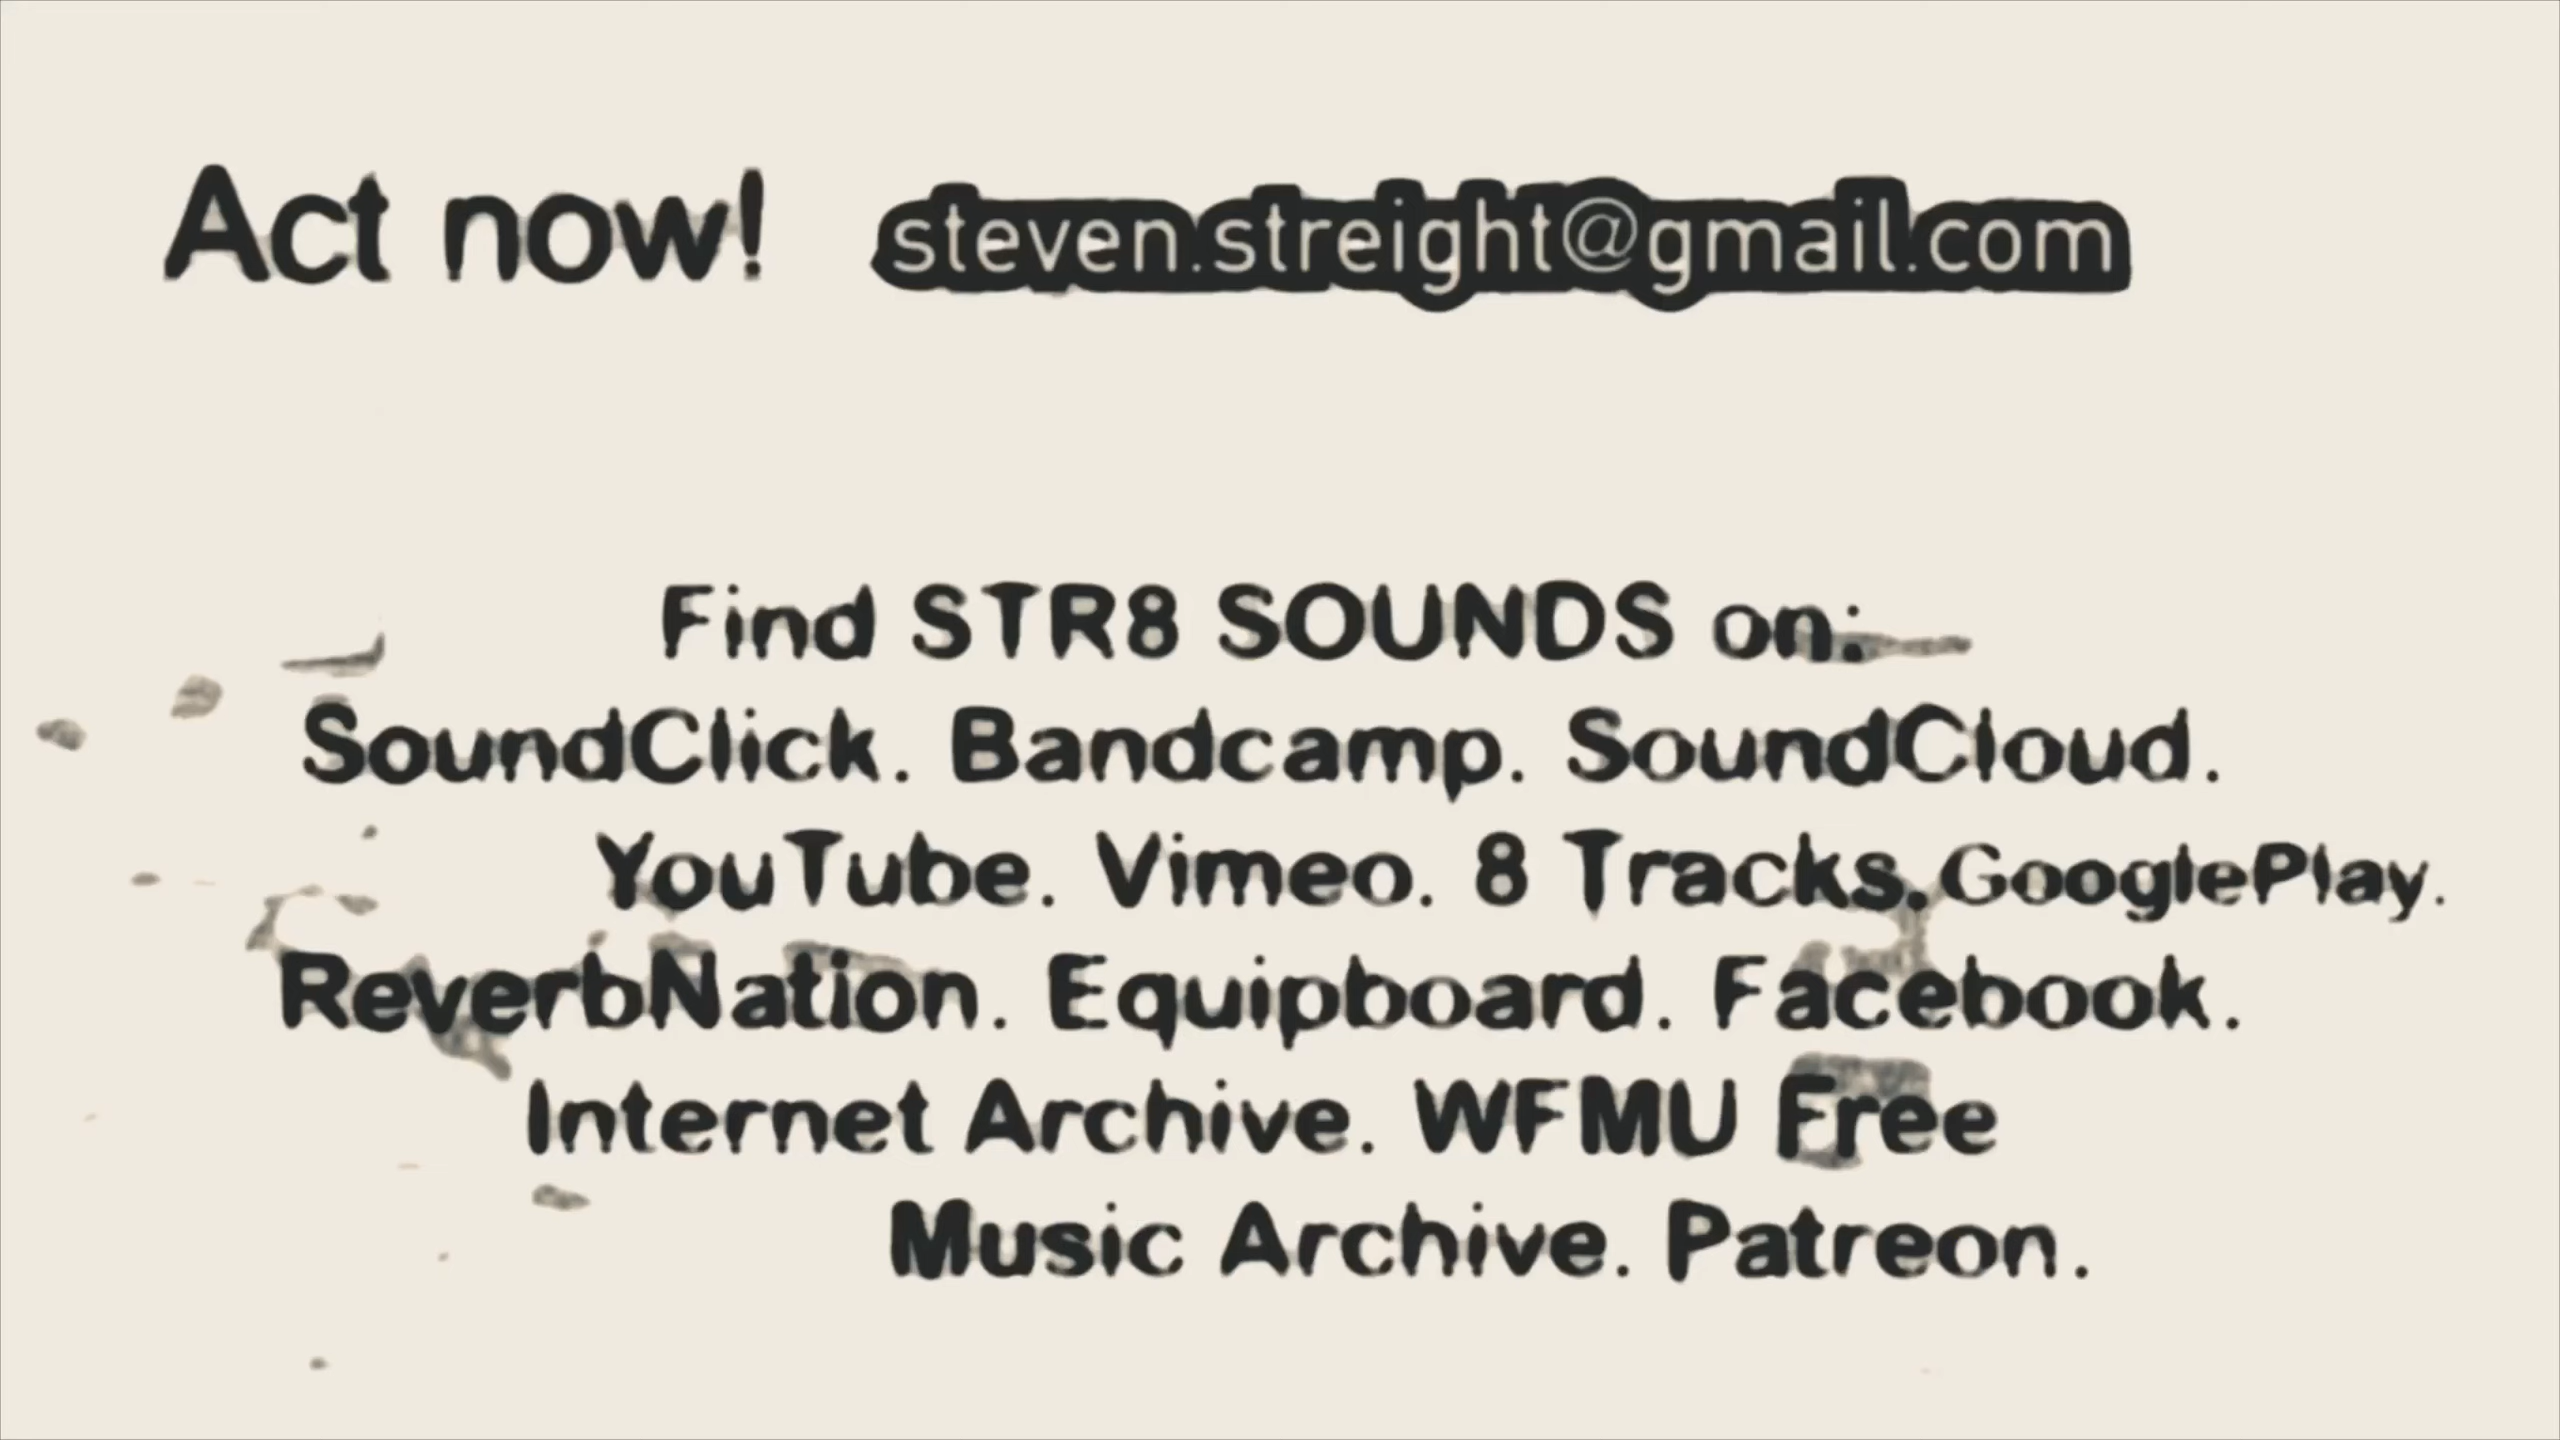 Act now! steven.streight@gmail.com
Find STR8 SOUNDS on:
SoundClick. Bandcamp. SoundCloud.
YouTube. Vimeo. 8 Tracks. GooglePlay.
ReverbNation. Equipboard. Facebook.
Internet Archive. WFMU Free
Music Archive. Patreon.